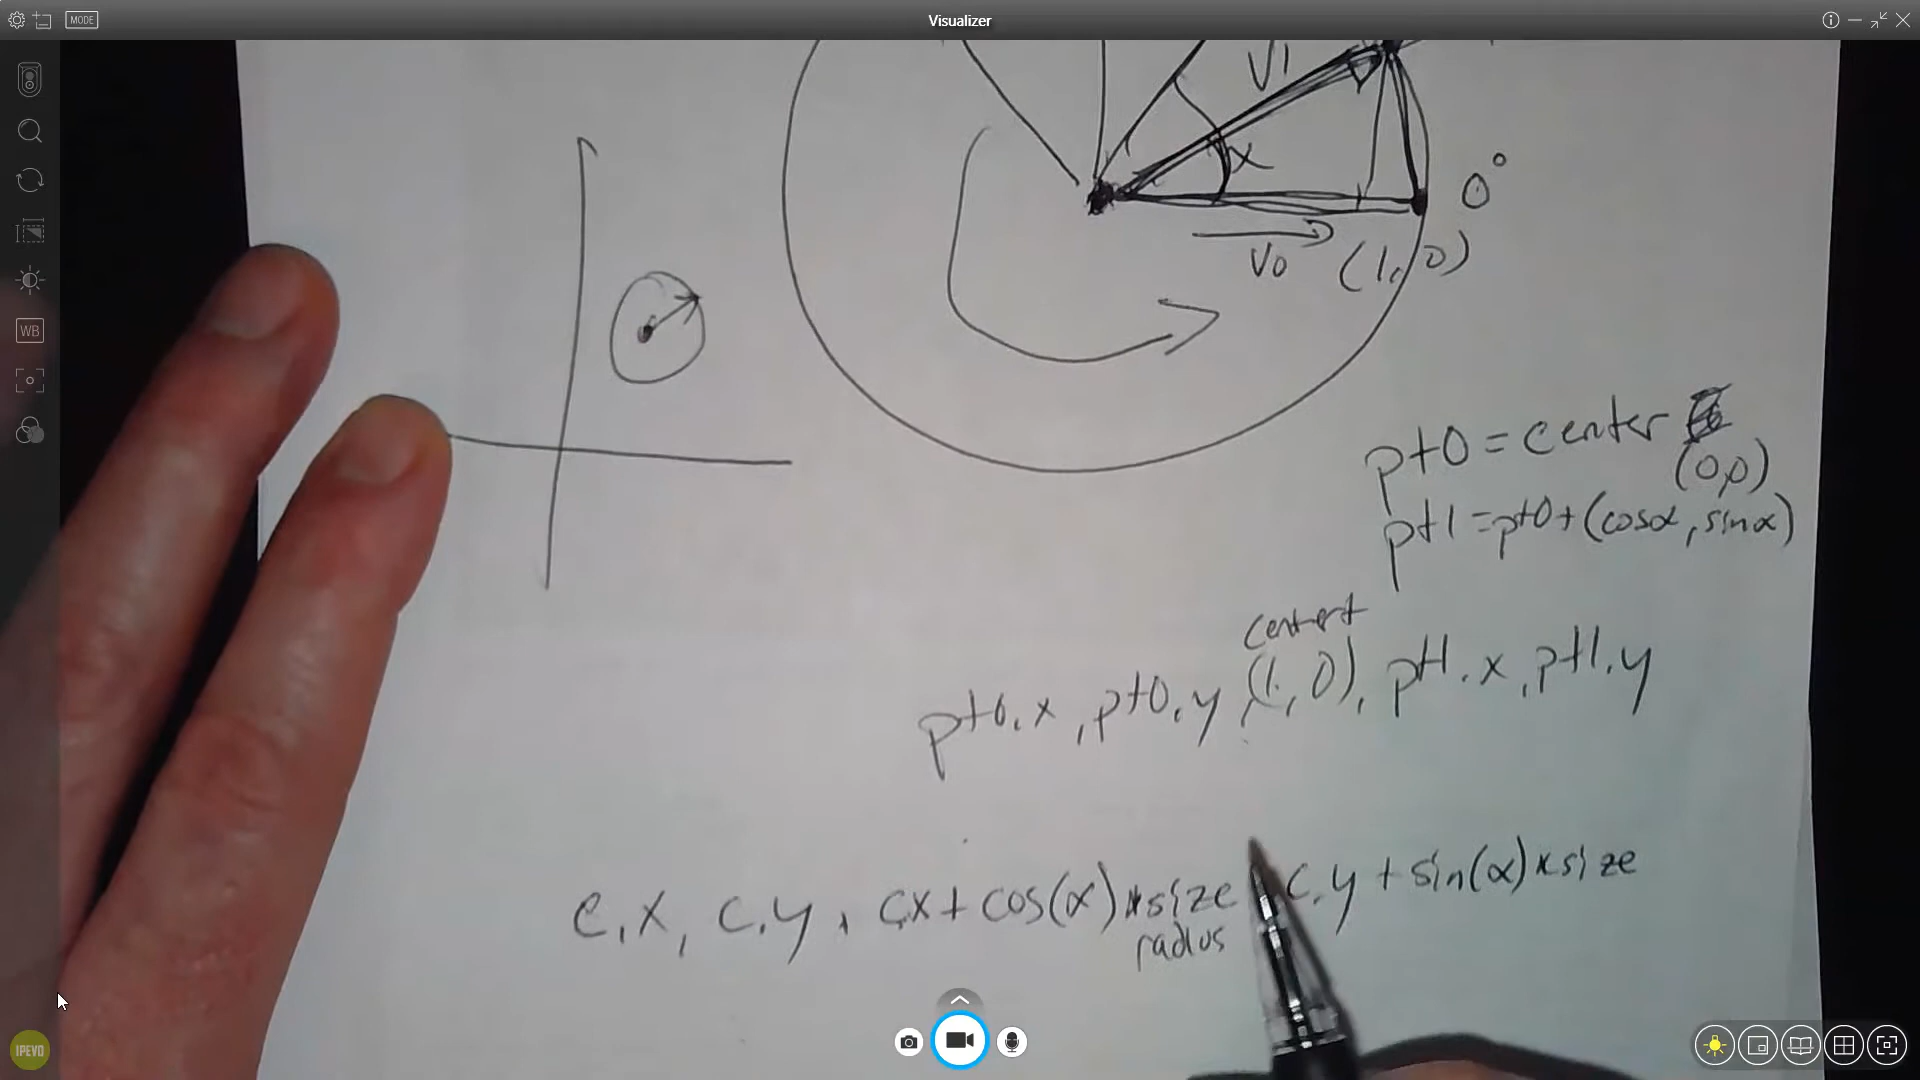 MODE
Visualizer
V1
α
0°
V0 (1,0)
WB
pt0 = center
(0,0)
pt1 = pt0 + (cosα, sinα)
center+
pt0.x, pt0.y, (1,0), pt1.x, pt1.y
c.x, c.y, c.x + cos(α)*size, c.y + sin(α)*size
radius
IPEVO